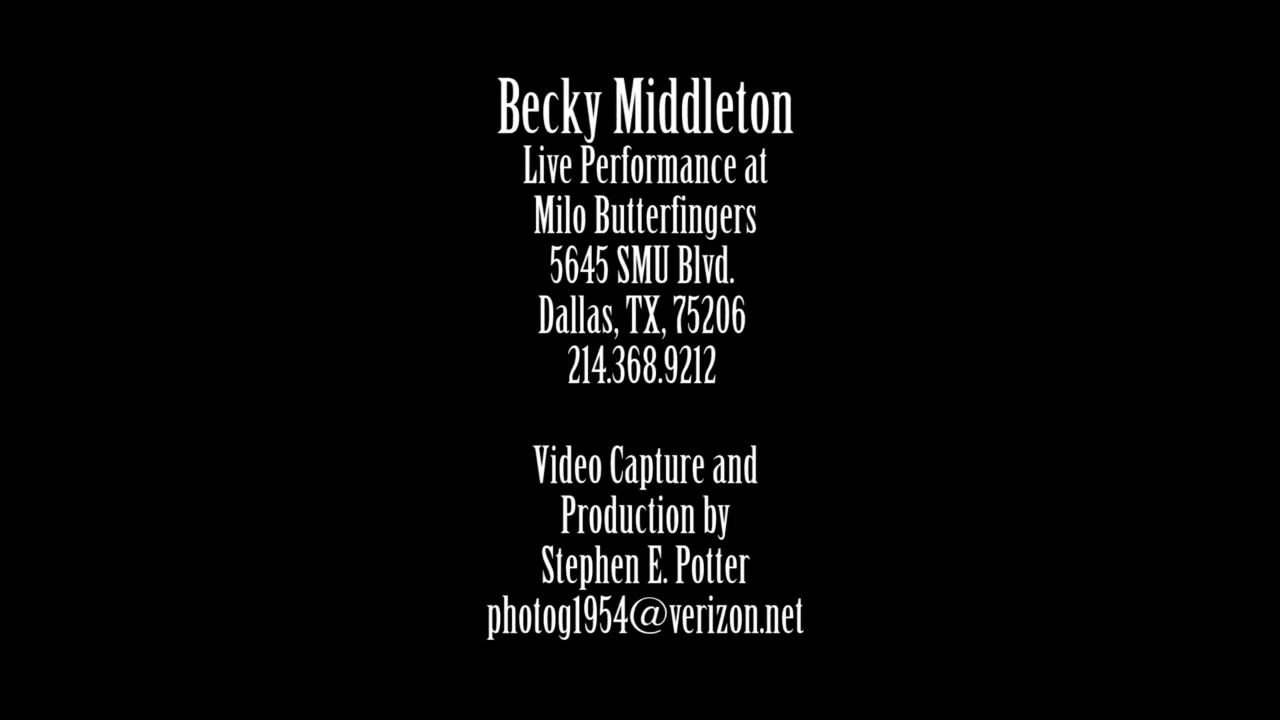 Becky Middleton
Live Performance at
Milo Butterfingers
5645 SMU Blvd.
Dallas, TX, 75206
214.368.9212
Video Capture and
Production by
Stephen E. Potter
photog1954@verizon.net